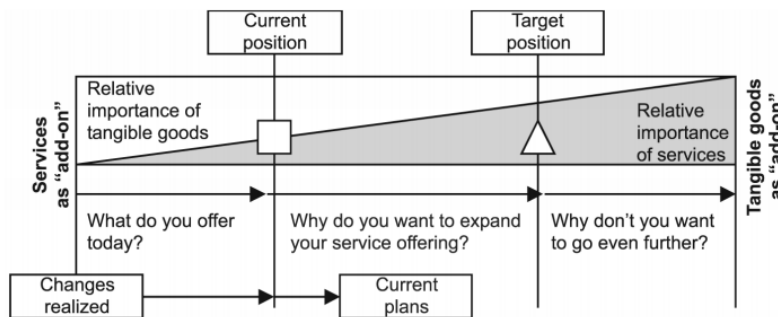 Current
position
Target
position
Services
as “add-on”
Relative
importance of
tangible goods
Relative
importance
of services
Tangible goods
as “add-on”
What do you offer
today?
Why do you want to expand
your service offering?
Why don’t you want
to go even further?
Changes
realized
Current
plans